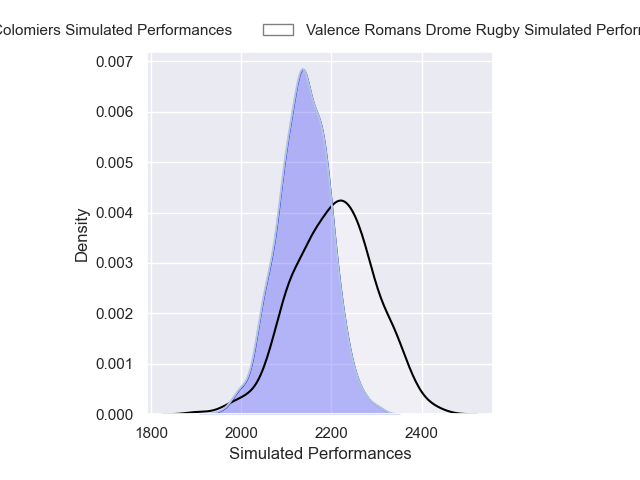 Colomiers Simulated Performances
Valence Romans Drome Rugby Simulated Perfor
0.007
0.006
0.005
0.004
0.003
0.002
0.001
0.000
Density
1800 2000 2200 2400
Simulated Performances